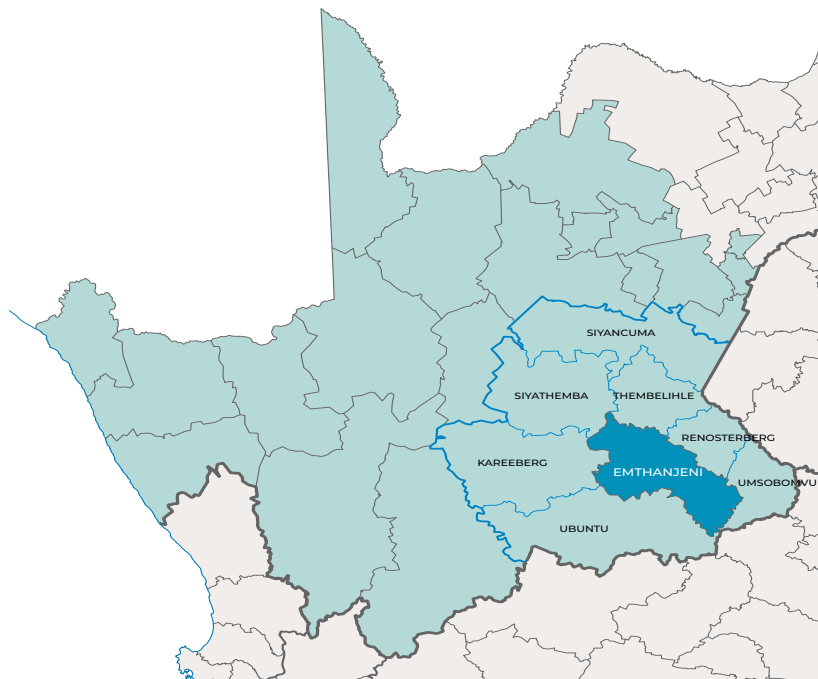 SIYANCUMA
SIYATHEMBA
THEMBELIHLE
RENOSTERBERG
KAREEBERG
EMTHANJENI
UMSOBOMVU
UBUNTU